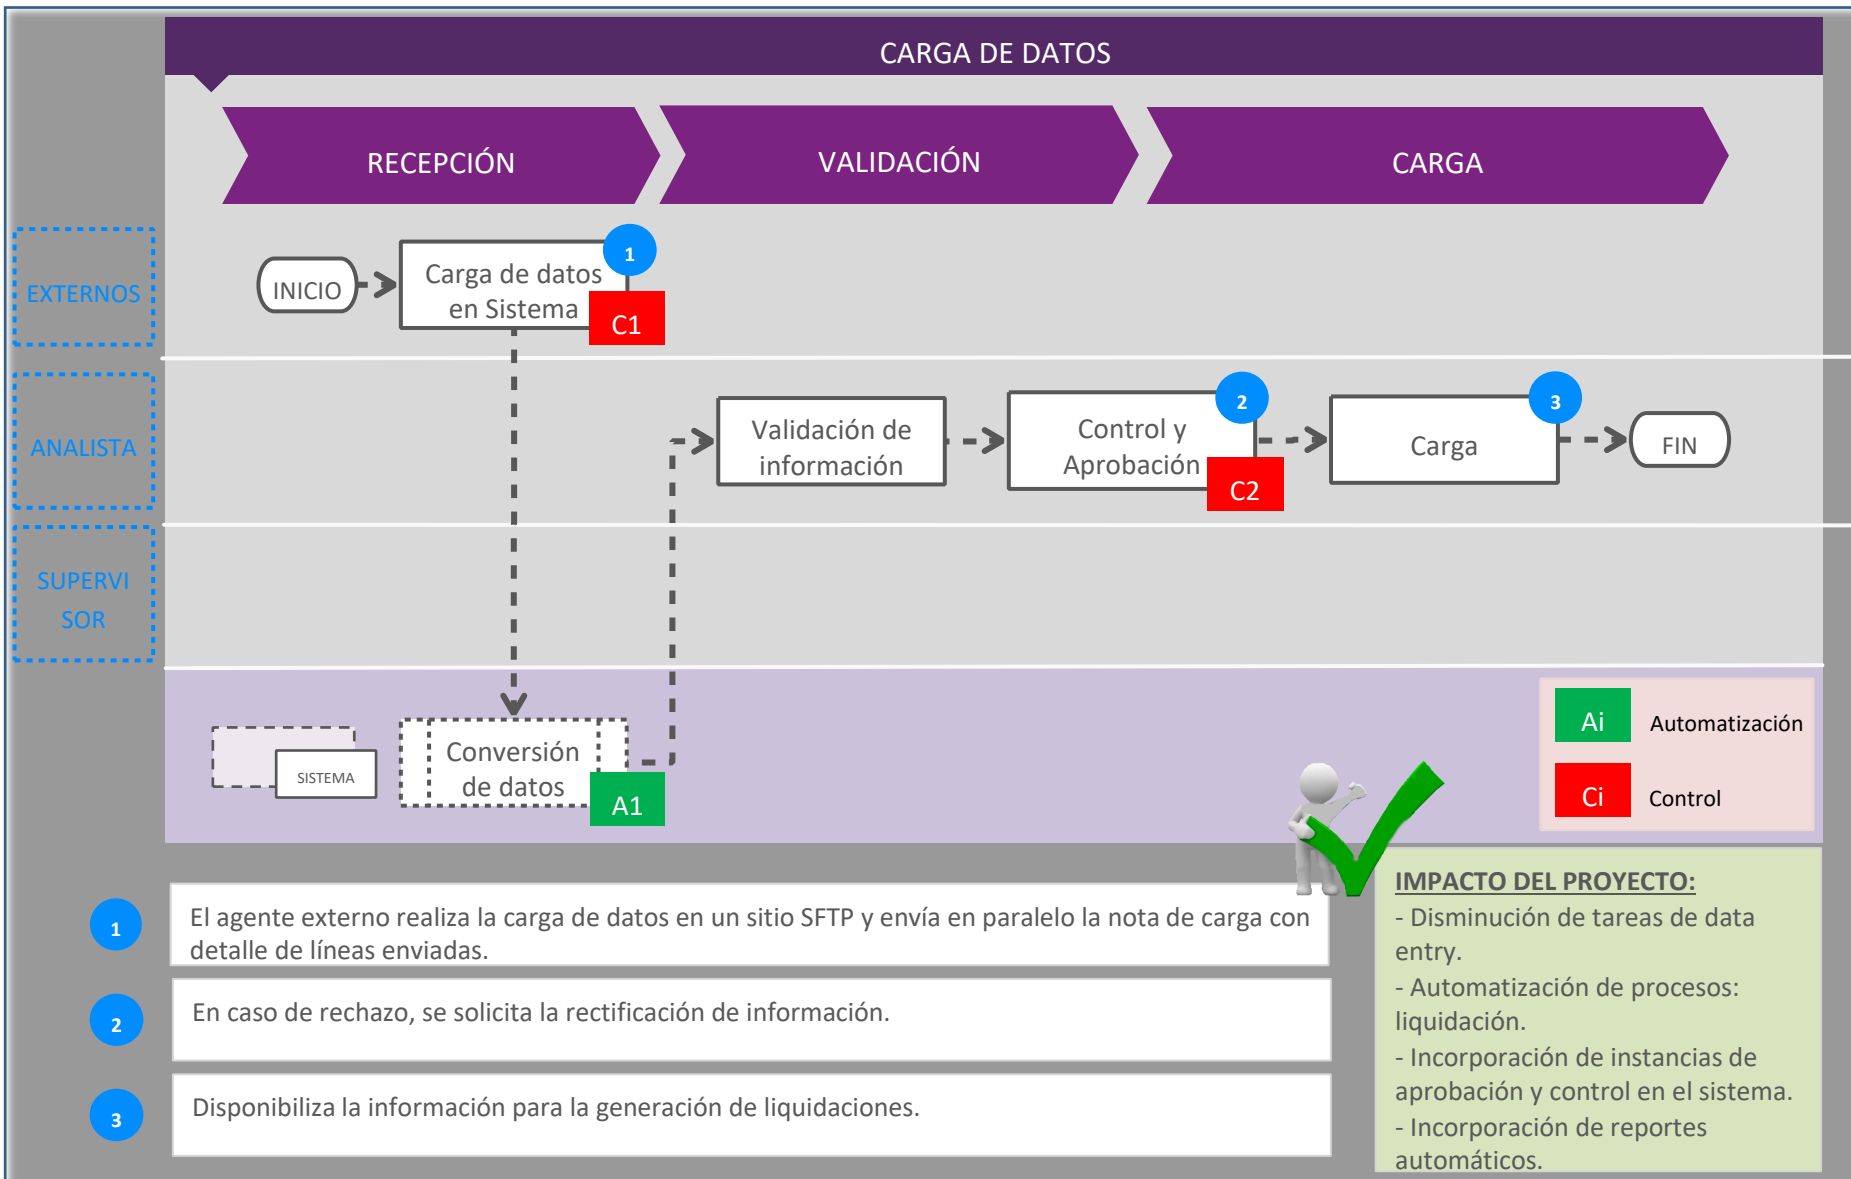 CARGA DE DATOS
RECEPCIÓN
VALIDACIÓN
CARGA
EXTERNOS
INICIO
Carga de datos
en Sistema
1
C1
ANALISTA
Validación de
información
Control y
Aprobación
2
C2
Carga
3
FIN
SUPERVI
SOR
SISTEMA
Conversión
de datos
A1
Ai
Automatización
Ci
Control
1
El agente externo realiza la carga de datos en un sitio SFTP y envía en paralelo la nota de carga con
detalle de líneas enviadas.
2
En caso de rechazo, se solicita la rectificación de información.
3
Disponibiliza la información para la generación de liquidaciones.
IMPACTO DEL PROYECTO:
- Disminución de tareas de data
entry.
- Automatización de procesos:
liquidación.
- Incorporación de instancias de
aprobación y control en el sistema.
- Incorporación de reportes
automáticos.